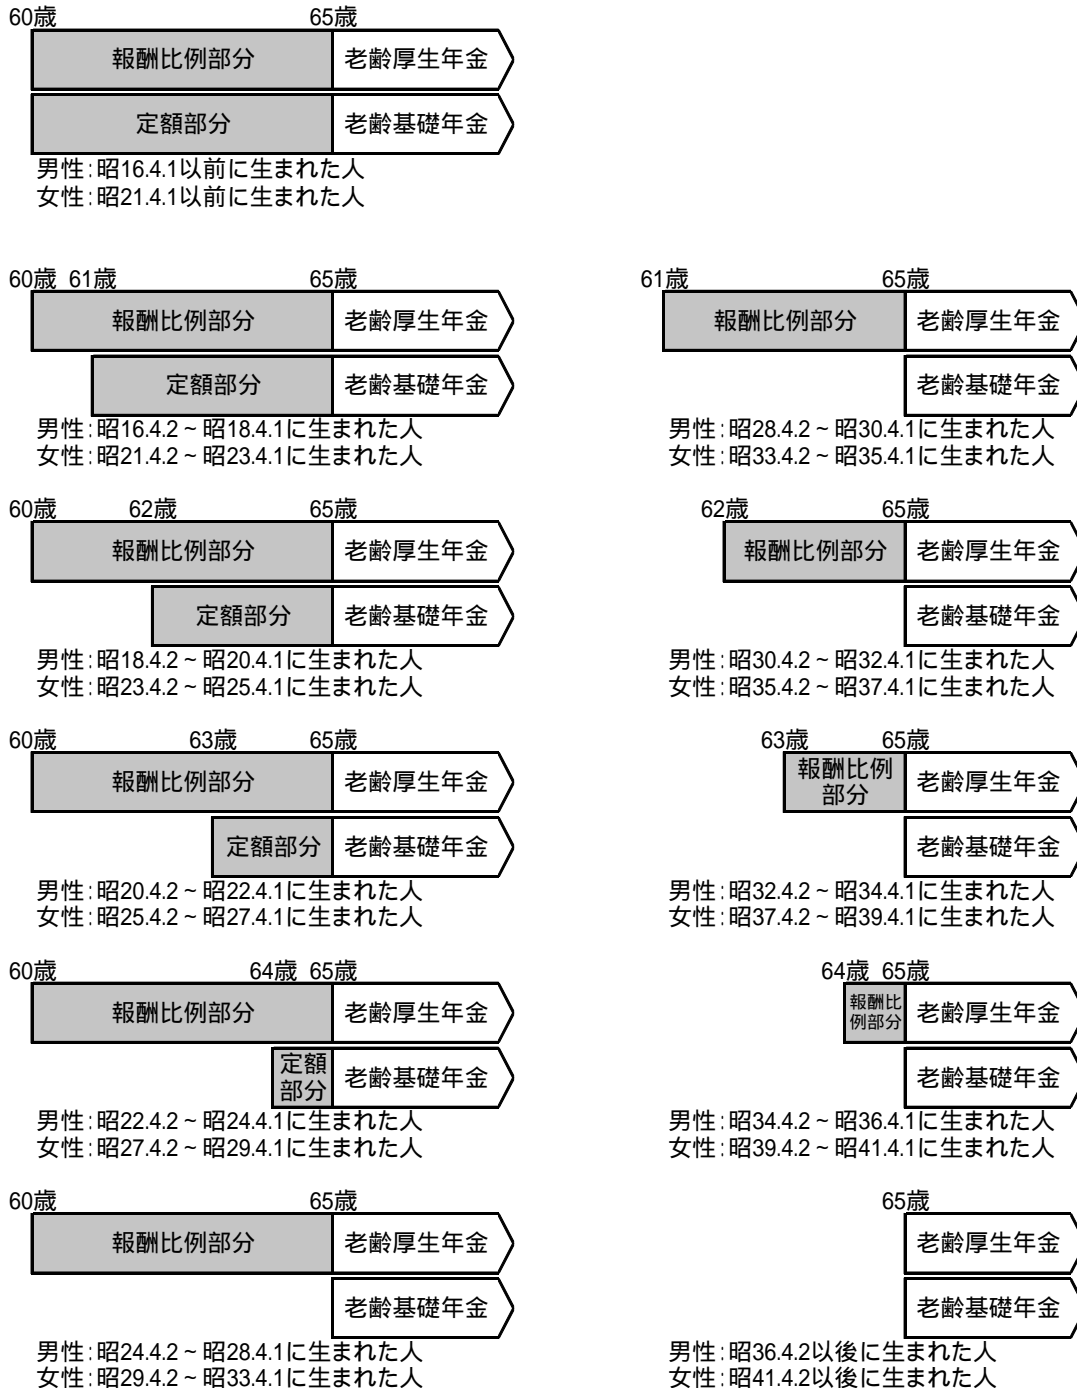 60歳 65歳
報酬比例部分 老齢厚生年金
定額部分 老齢基礎年金
男性:昭16.4.1以前に生まれた人
女性:昭21.4.1以前に生まれた人
60歳 61歳 65歳
報酬比例部分 老齢厚生年金
定額部分 老齢基礎年金
男性:昭16.4.2～昭18.4.1に生まれた人
女性:昭21.4.2～昭23.4.1に生まれた人
60歳 62歳 65歳
報酬比例部分 老齢厚生年金
定額部分 老齢基礎年金
男性:昭18.4.2～昭20.4.1に生まれた人
女性:昭23.4.2～昭25.4.1に生まれた人
60歳 63歳 65歳
報酬比例部分 老齢厚生年金
定額部分 老齢基礎年金
男性:昭20.4.2～昭22.4.1に生まれた人
女性:昭25.4.2～昭27.4.1に生まれた人
60歳 64歳 65歳
報酬比例部分 老齢厚生年金
定額
部分 老齢基礎年金
男性:昭22.4.2～昭24.4.1に生まれた人
女性:昭27.4.2～昭29.4.1に生まれた人
60歳 65歳
報酬比例部分 老齢厚生年金
老齢基礎年金
男性:昭24.4.2～昭28.4.1に生まれた人
女性:昭29.4.2～昭33.4.1に生まれた人
61歳 65歳
報酬比例部分 老齢厚生年金
老齢基礎年金
男性:昭28.4.2～昭30.4.1に生まれた人
女性:昭33.4.2～昭35.4.1に生まれた人
62歳 65歳
報酬比例部分 老齢厚生年金
老齢基礎年金
男性:昭30.4.2～昭32.4.1に生まれた人
女性:昭35.4.2～昭37.4.1に生まれた人
63歳 65歳
報酬比例
部分 老齢厚生年金
老齢基礎年金
男性:昭32.4.2～昭34.4.1に生まれた人
女性:昭37.4.2～昭39.4.1に生まれた人
64歳 65歳
報酬比
例部分 老齢厚生年金
老齢基礎年金
男性:昭34.4.2～昭36.4.1に生まれた人
女性:昭39.4.2～昭41.4.1に生まれた人
65歳
老齢厚生年金
老齢基礎年金
男性:昭36.4.2以後に生まれた人
女性:昭41.4.2以後に生まれた人